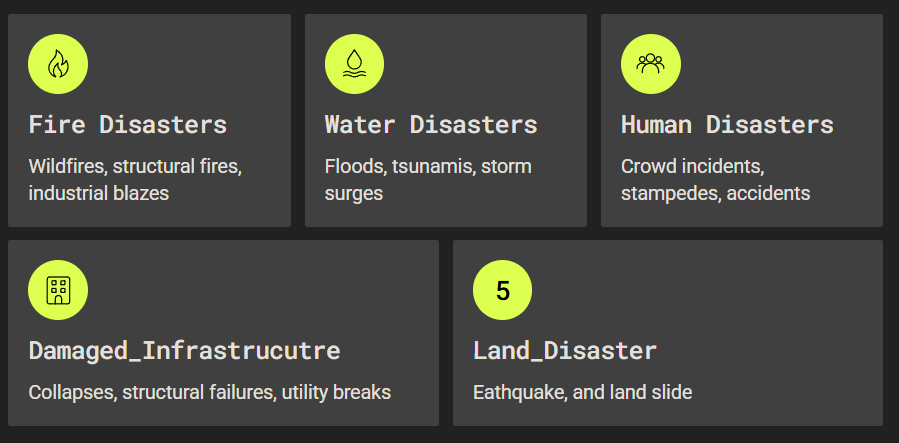 Fire Disasters
Wildfires, structural fires,
industrial blazes
Water Disasters
Floods, tsunamis, storm
surges
Human Disasters
Crowd incidents,
stampedes, accidents
Damaged_Infrastrucutre
Collapses, structural failures, utility breaks
5
Land_Disaster
Eathquake, and land slide